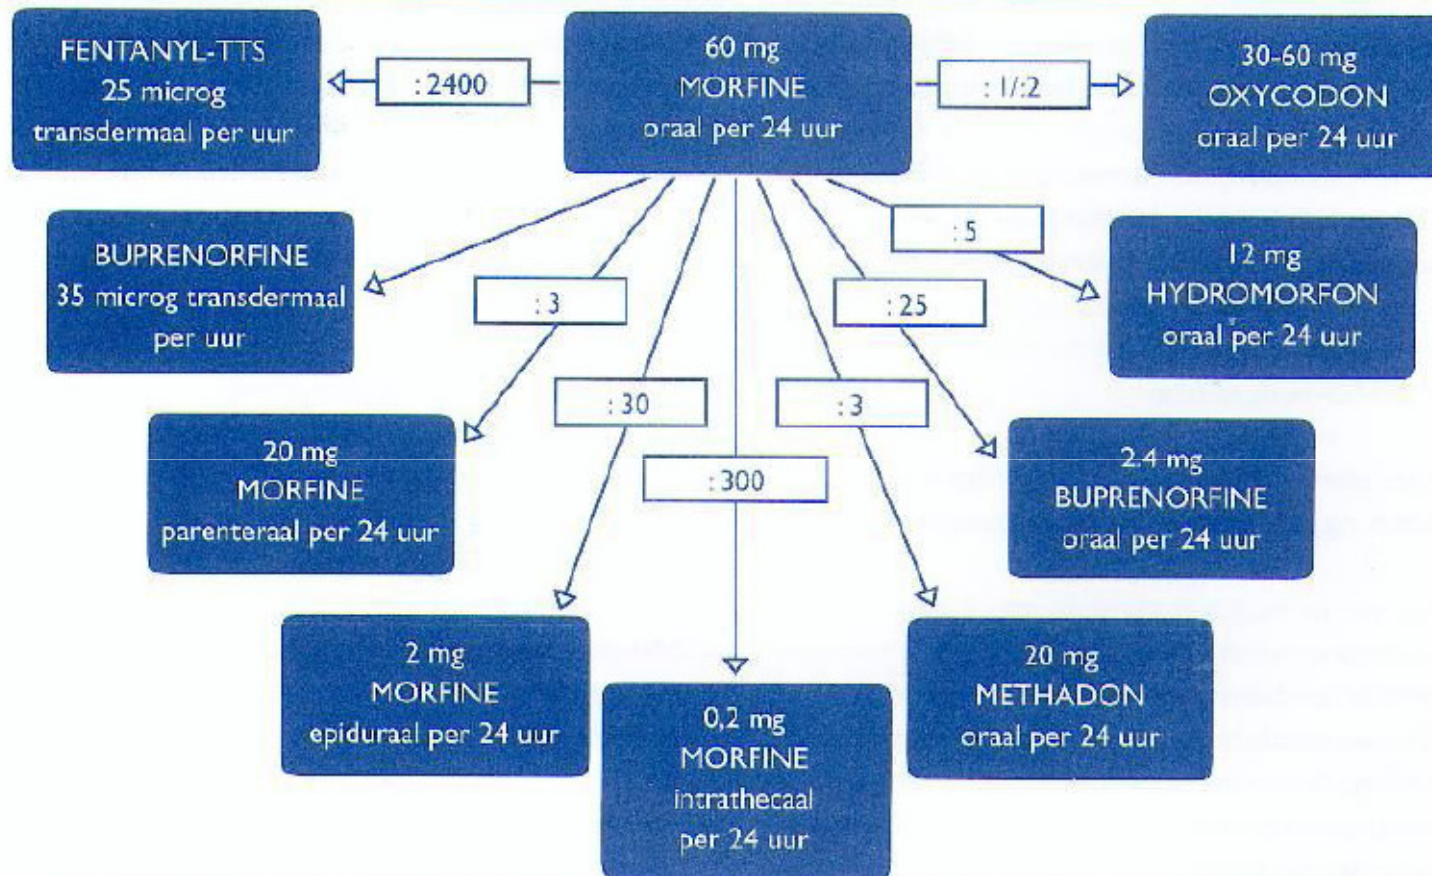 FENTANYL-TTS
25 microg
transdermaal per uur
: 2400
60 mg
MORFINE
oraal per 24 uur
: 1/:2
30-60 mg
OXYCODON
oraal per 24 uur
BUPRENORFINE
35 microg transdermaal
per uur
: 3
: 25
: 5
12 mg
HYDROMORFON
oraal per 24 uur
20 mg
MORFINE
parenteraal per 24 uur
: 30
: 300
: 3
2.4 mg
BUPRENORFINE
oraal per 24 uur
2 mg
MORFINE
epiduraal per 24 uur
0,2 mg
MORFINE
intrathecaal
per 24 uur
20 mg
METHADON
oraal per 24 uur